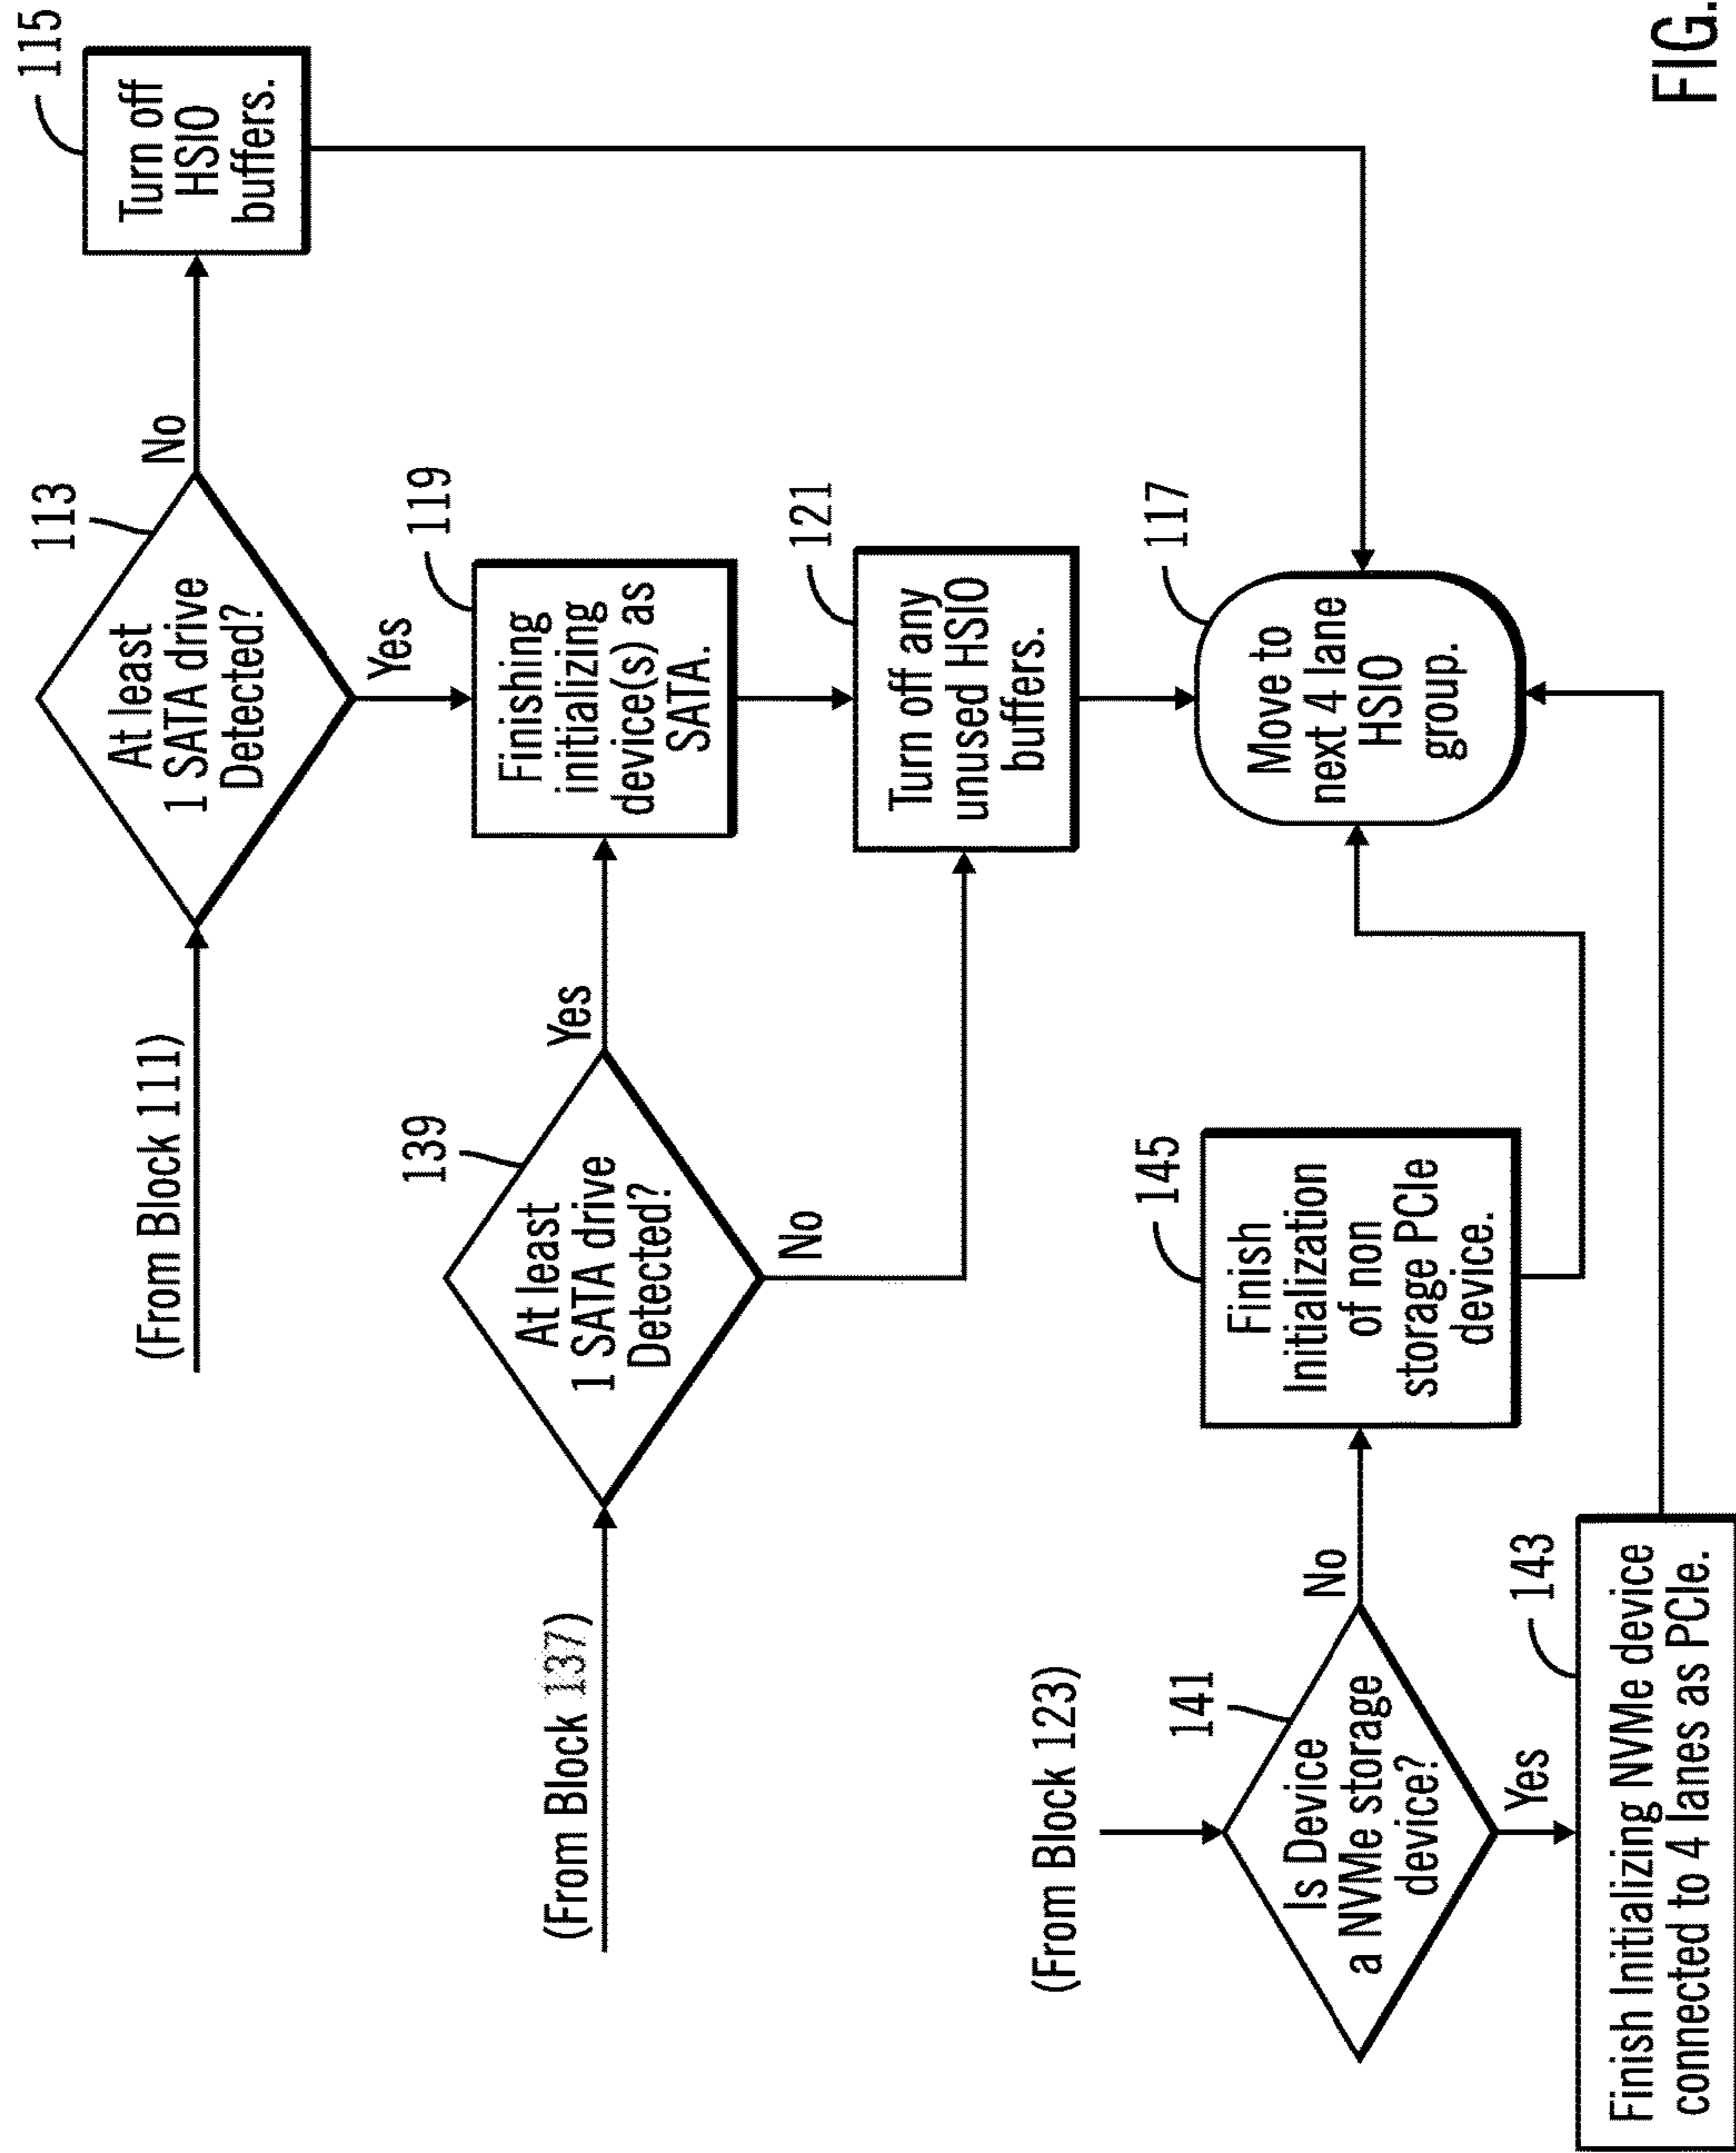 (From Block 111)
113
At least
1 SATA drive
Detected?
No
Yes
115
Turn off
HSIO
buffers.
(From Block 137)
139
At least
1 SATA drive
Detected?
Yes
No
119
Finishing
initializing
device(s) as
SATA.
121
Turn off any
unused HSIO
buffers.
117
Move to
next 4 lane
HSIO
group.
(From Block 123)
141
Is Device
a NVMe storage
device?
No
Yes
145
Finish
Initialization
of non
storage PCIe
device.
143
Finish Initializing NVMe device
connected to 4 lanes as PCIe.
FIG.